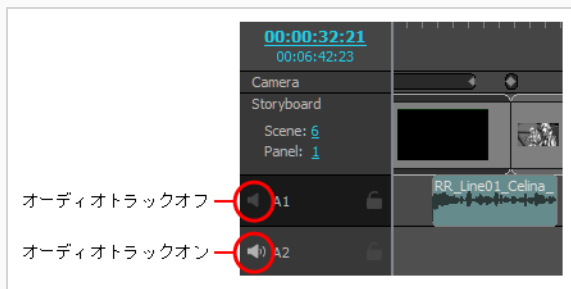 00:00:32:21
00:06:42:23
Camera
Storyboard
Scene: 6
Panel: 1
オーディオトラックオフ
A1
RR_Line01_Celina_
オーディオトラックオン
A2